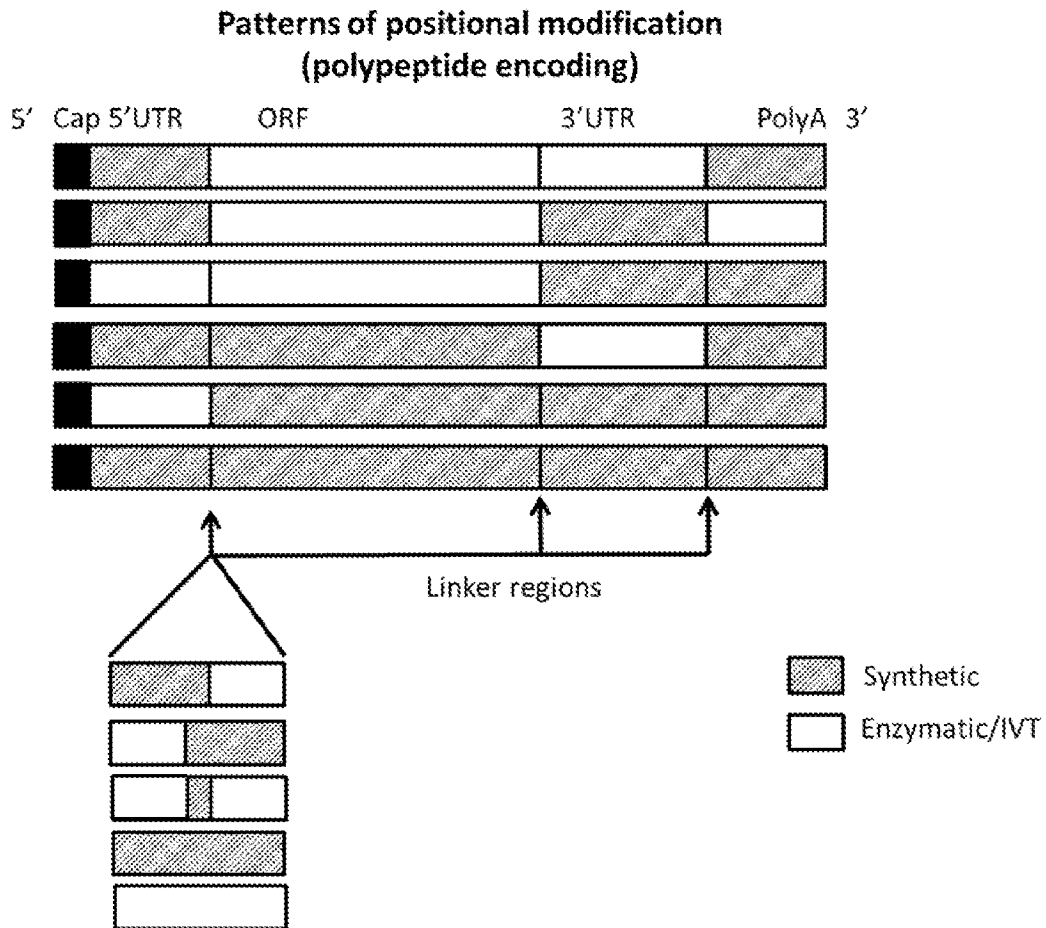 Patterns of positional modification
(polypeptide encoding)
5' Cap 5'UTR ORF 3'UTR PolyA 3'
Linker regions
Synthetic
Enzymatic/IVT